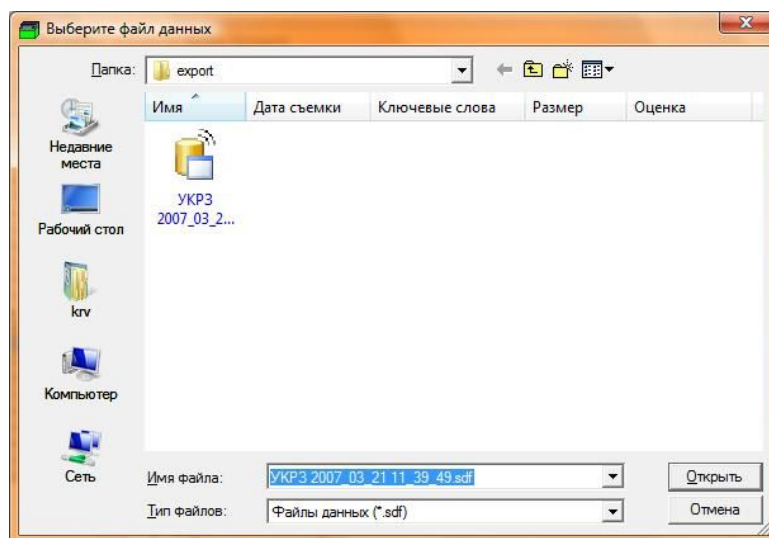 Выберите файл данных
Папка: export
Имя Дата съемки Ключевые слова Размер Оценка
Недавние
места
УКРЗ
2007_03_2...
Рабочий стол
krv
Компьютер
Сеть
Имя файла: УКРЗ 2007_03_21 11_39_49.sdf Открыть
Тип файлов: Файлы данных (*.sdf) Отмена